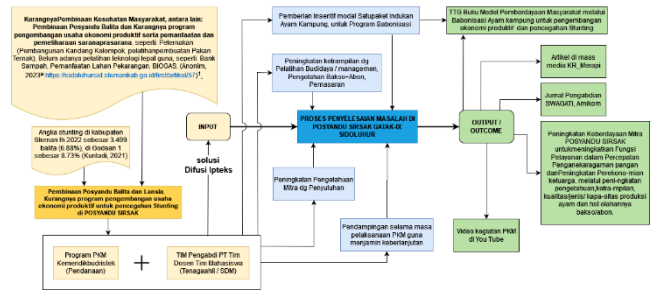 KurangnyaPembinaan Kesehatan Masyarakat, antara lain:
Pembinaan Posyandu Balita dan Kurangnya program
pengembangan usaha ekonomi produktif serta pemantaatan dan
pemeliharaan saranaprasarana, seperti: Peternakan
(Pembangunan Kandang Kelompok, pelatihanpembuatan Pakan
Ternak). Belum adanya pelatihan teknologi tepat guna, seperti: Bank
Sampah, Pemanfaatan Lahan Pekarangan, BIOGAS. (Anonim,
Angka stunting di kabupaten
Sleman th 2022 sebesar 3.499
balita (6.88%), di Godean 1
sebesar 8.73% (Kuntadi, 2021)
Pembinaan Posyandu Balita dan Lansia,
Kurangnya program pengembangan usaha
ekonomi produktif untuk pencegahan Stunting
di POSYANDU SIRSAK
Program PKM
Kemendikbudristek
(Pendanaan)
+
TIM Pengabdi PT Tim
Dosen Tim Mahasiswa
(Tenagaahli / SDM)
INPUT
solusi
Difusi Ipteks
Pemberian Insentif modal Satupaket Indukan
Ayam Kampung, untuk Program Babonisasi
Peningkatan ketrampilan dg
Pelatihan Budidaya / managemen,
Pengolahan Bakso+Abon,
Pemasaran
PROSES PENYELESAIAN MASALAH DI
POSYANDU SIRSAK GATAK-IX
SIDOLUHUR
Peningkatan Pengetahuan
Mitra dg Penyuluhan
Pendampingan selama masa
pelaksanaan PKM guna
menjamin keberlanjutan
OUTPUT /
OUTCOME
TTG Buku Model Pemberdayaan Masyarakat melalui
Babonisasi Ayam kampung untuk pengembangan
ekonomi produktif dan pencegahan Stunting
Artikel di mass
media KR_Merapi
Jurnal Pengabdian
SWAGATI, Amikom
Peningkatan Keberdayaan Mitra
POSYANDU SIRSAK
untukmeningkatkan Fungsi
Pelayanan dalam Percepatan
Penganekaragaman pangan
danPeningkatan Perekono-mian
keluarga, melalui peni-ngkatan
pengetahuan,ketra-mpilan,
kualitas/jenis/ kapa-sitas produksi
ayam dan hsl olahannya
bakso/abon.
Video kegiatan PKM
di You Tube